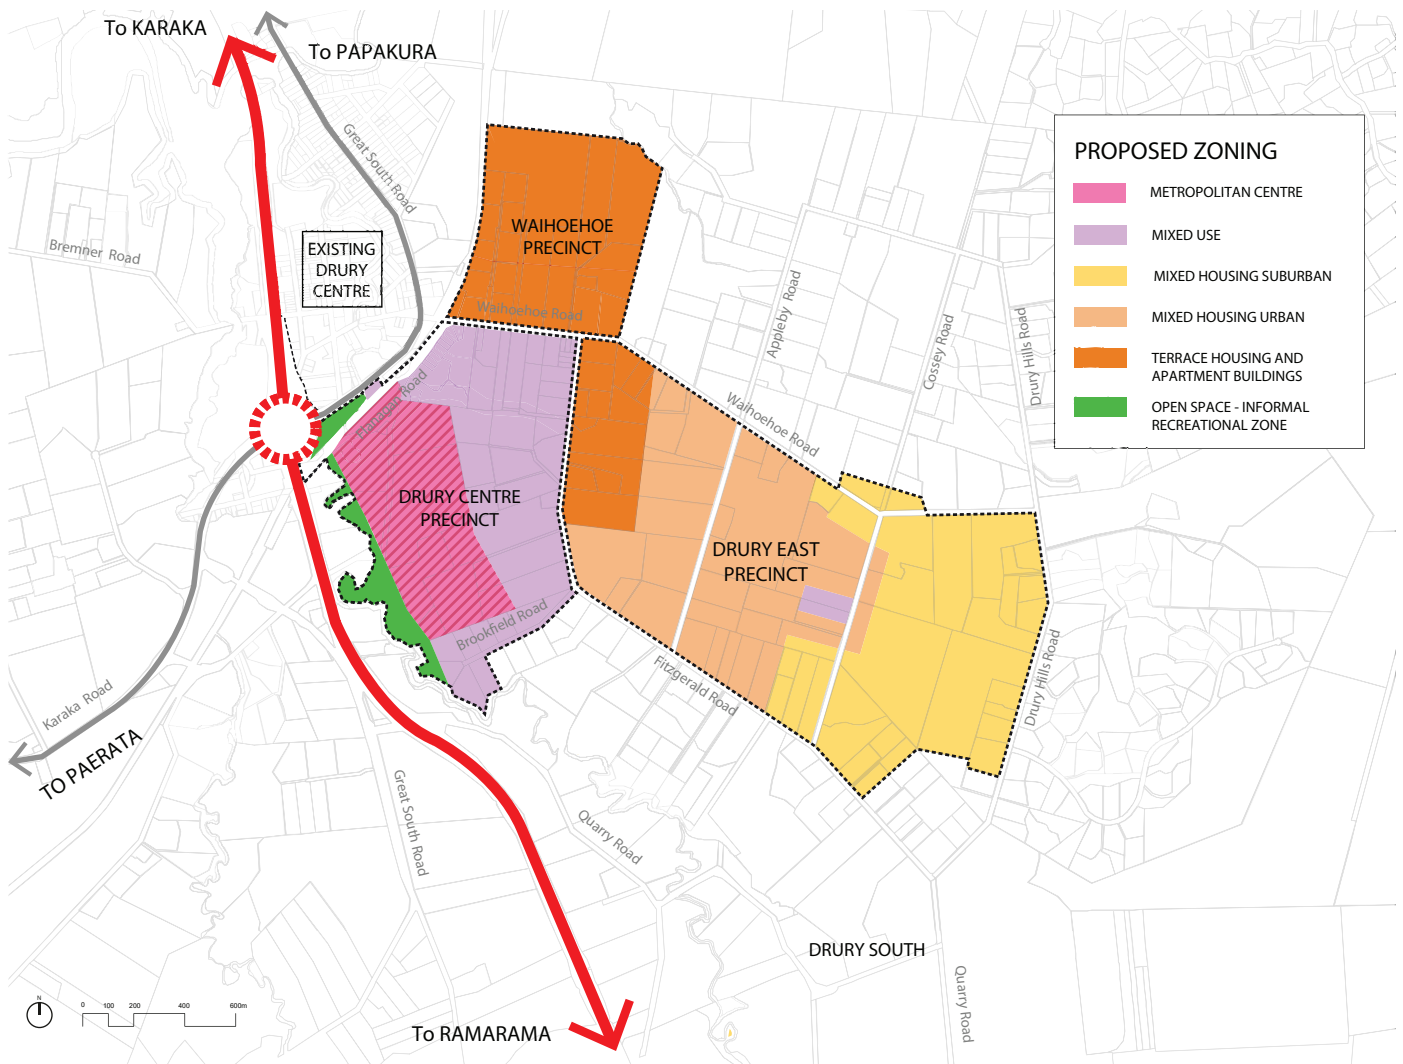 To KARAKA
To PAPAKURA
Great South Road
Bremner Road
EXISTING
DRURY
CENTRE
WAIHOEHOE
PRECINCT
Waihoehoe Road
PROPOSED ZONING
METROPOLITAN CENTRE
MIXED USE
MIXED HOUSING SUBURBAN
MIXED HOUSING URBAN
TERRACE HOUSING AND
APARTMENT BUILDINGS
OPEN SPACE - INFORMAL
RECREATIONAL ZONE
Appleby Road
Cossey Road
Drury Hills Road
Flanagan Road
Waihoehoe Road
DRURY CENTRE
PRECINCT
DRURY EAST
PRECINCT
Brookfield Road
Fitzgerald Road
Drury Hills Road
Karaka Road
TO PAERATA
Great South Road
Quarry Road
DRURY SOUTH
Quarry Road
N
0 100 200 400 600m
To RAMARAMA